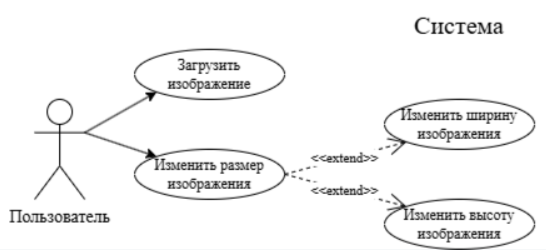 Система
Загрузить
изображение
Изменить ширину
изображения
<<extend>>
Изменить размер
изображения
<<extend>>
Пользователь
Изменить высоту
изображения